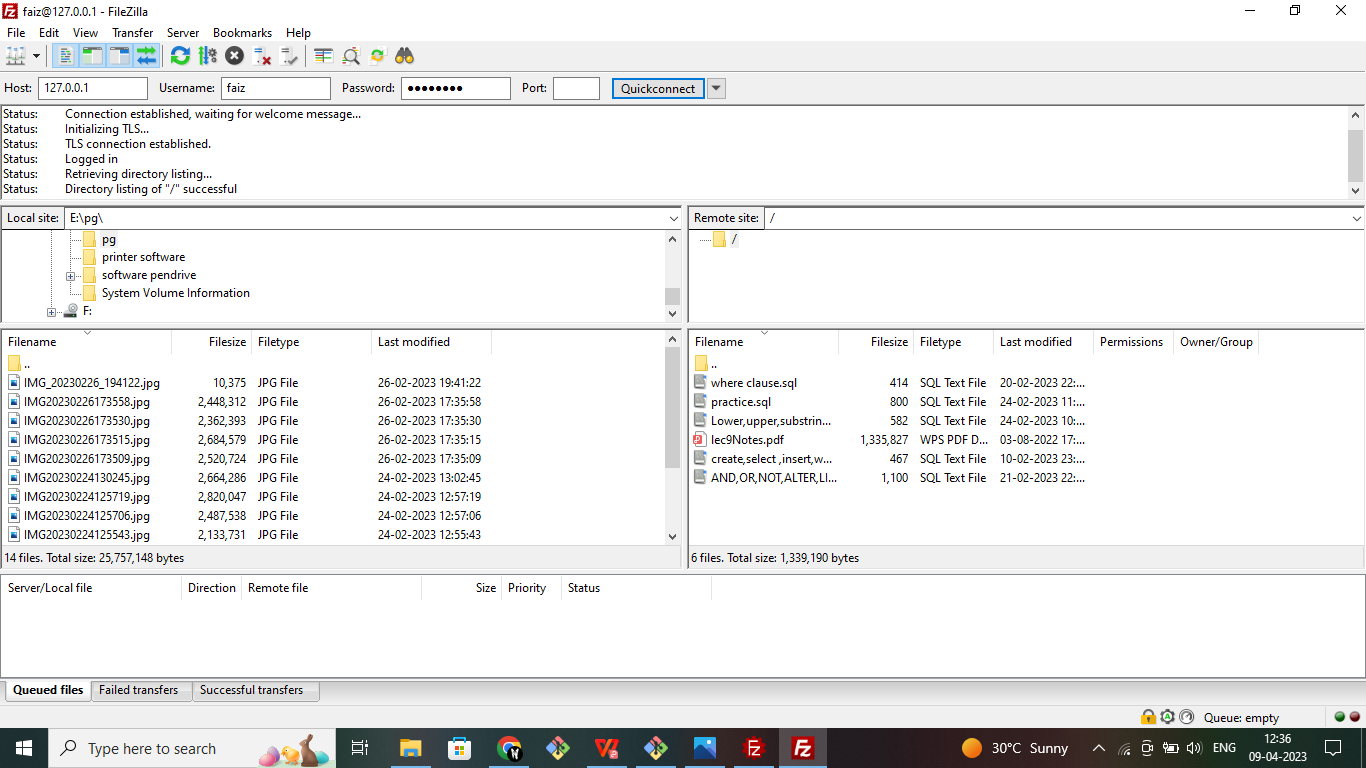 faiz@127.0.0.1 - FileZilla
File Edit View Transfer Server Bookmarks Help
Host: 127.0.0.1 Username: faiz Password: ●●●●●●●● Port: Quickconnect
Status: Connection established, waiting for welcome message...
Status: Initializing TLS...
Status: TLS connection established.
Status: Logged in
Status: Retrieving directory listing...
Status: Directory listing of "/" successful
Local site: E:\pg\
pg
printer software
software pendrive
System Volume Information
F:
Remote site: /
/
Filename Filesize Filetype Last modified
..
IMG_20230226_194122.jpg 10,375 JPG File 26-02-2023 19:41:22
IMG20230226173558.jpg 2,448,312 JPG File 26-02-2023 17:35:58
IMG20230226173530.jpg 2,362,393 JPG File 26-02-2023 17:35:30
IMG20230226173515.jpg 2,684,579 JPG File 26-02-2023 17:35:15
IMG20230226173509.jpg 2,520,724 JPG File 26-02-2023 17:35:09
IMG20230224130245.jpg 2,664,286 JPG File 24-02-2023 13:02:45
IMG20230224125719.jpg 2,820,047 JPG File 24-02-2023 12:57:19
IMG20230224125706.jpg 2,487,538 JPG File 24-02-2023 12:57:06
IMG20230224125543.jpg 2,133,731 JPG File 24-02-2023 12:55:43
14 files. Total size: 25,757,148 bytes
Filename Filesize Filetype Last modified Permissions Owner/Group
..
where clause.sql 414 SQL Text File 20-02-2023 22:...
practice.sql 800 SQL Text File 24-02-2023 11:...
Lower,upper,substrin... 582 SQL Text File 24-02-2023 10:...
lec9Notes.pdf 1,335,827 WPS PDF D... 03-08-2022 17:...
create,select ,insert,w... 467 SQL Text File 10-02-2023 23:...
AND,OR,NOT,ALTER,LI... 1,100 SQL Text File 21-02-2023 22:...
6 files. Total size: 1,339,190 bytes
Server/Local file Direction Remote file Size Priority Status
Queued files Failed transfers Successful transfers
Queue: empty
Type here to search
30°C Sunny
ENG
12:36
09-04-2023